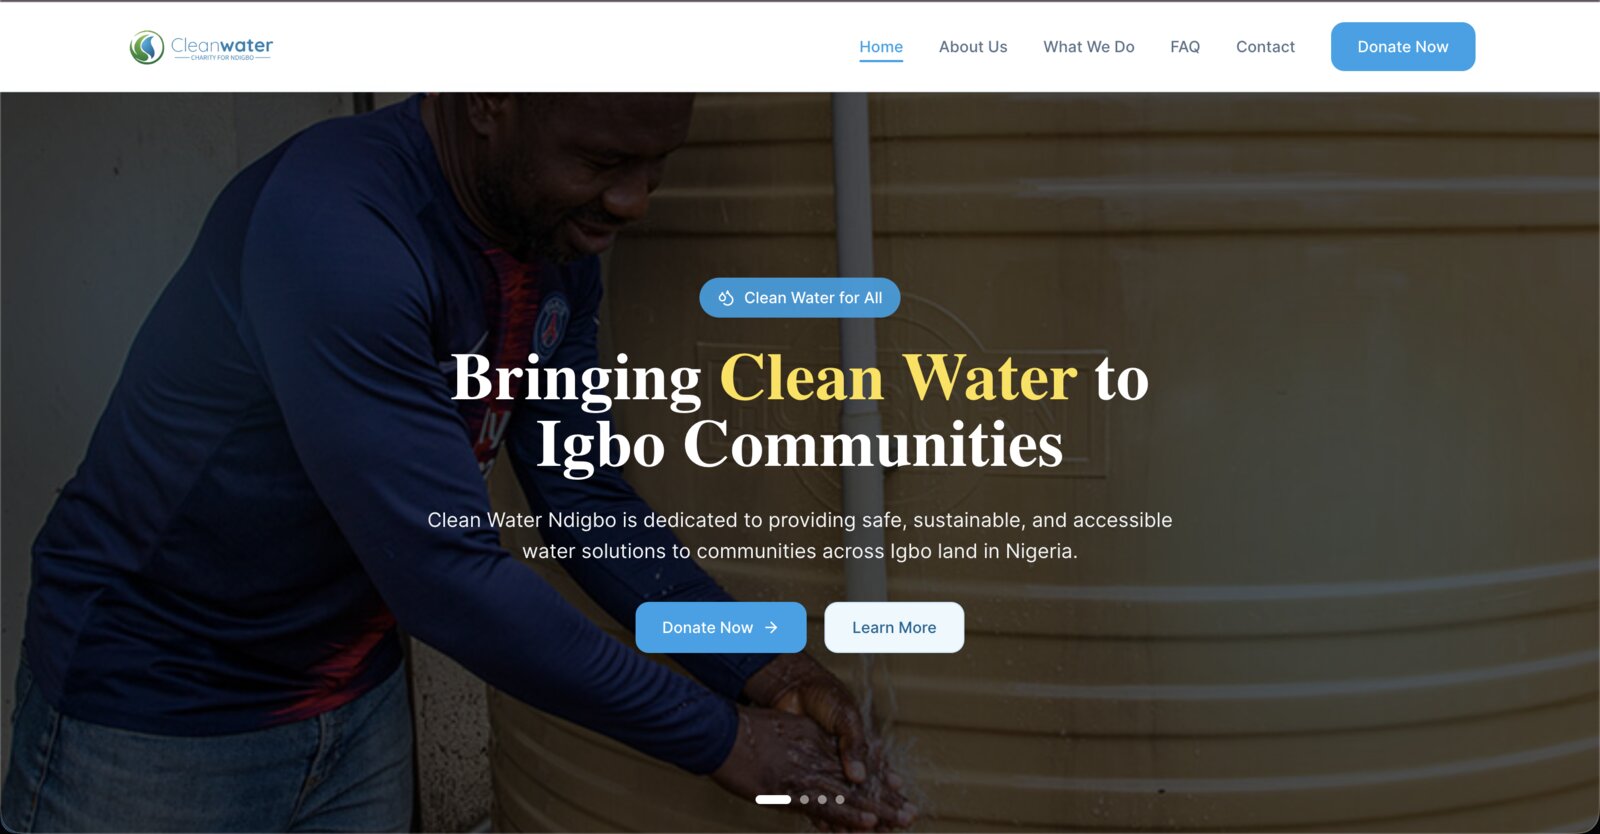 Cleanwater
CHARITY FOR NDIGBO
Home
About Us
What We Do
FAQ
Contact
Donate Now
Clean Water for All
Bringing Clean Water to
Igbo Communities
Clean Water Ndigbo is dedicated to providing safe, sustainable, and accessible
water solutions to communities across Igbo land in Nigeria.
Donate Now
Learn More